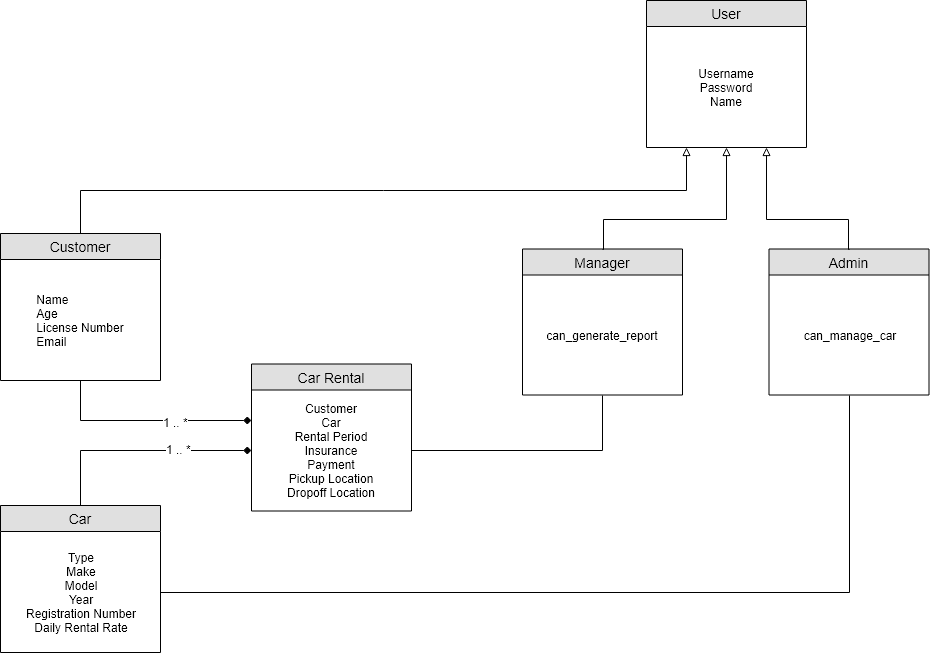 User
Username
Password
Name
Customer
Name
Age
License Number
Email
Manager
can_generate_report
Admin
can_manage_car
Car Rental
Customer
Car
Rental Period
Insurance
Payment
Pickup Location
Dropoff Location
1 .. *
1 .. *
Car
Type
Make
Model
Year
Registration Number
Daily Rental Rate